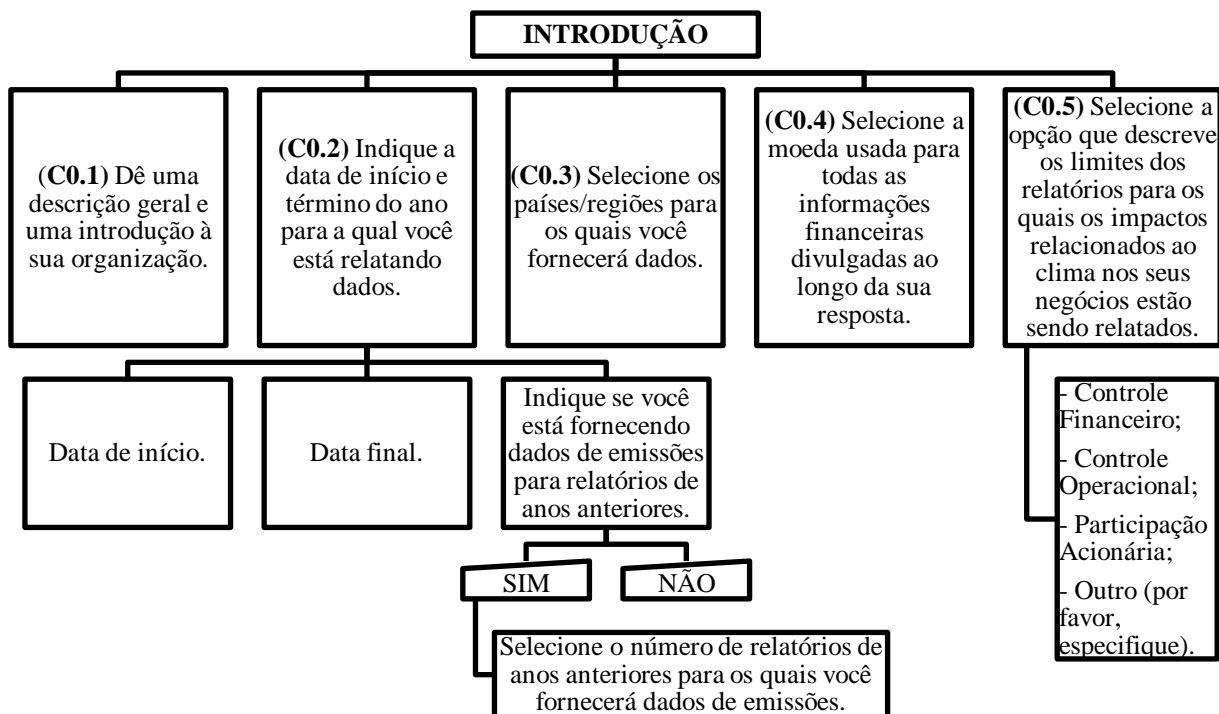 INTRODUÇÃO
(C0.1) Dê uma
descrição geral e
uma introdução à
sua organização.
(C0.2) Indique a
data de início e
término do ano
para a qual você
está relatando
dados.
(C0.3) Selecione os
países/regiões para
os quais você
fornecerá dados.
(C0.4) Selecione a
moeda usada para
todas as
informações
financeiras
divulgadas ao
longo da sua
resposta.
(C0.5) Selecione a
opção que descreve
os limites dos
relatórios para os
quais os impactos
relacionados ao
clima nos seus
negócios estão
sendo relatados.
Data de início.
Data final.
Indique se você
está fornecendo
dados de emissões
para relatórios de
anos anteriores.
SIM
NÃO
Selecione o número de relatórios de
anos anteriores para os quais você
fornecerá dados de emissões.
- Controle
Financeiro;
- Controle
Operacional;
- Participação
Acionária;
- Outro (por
favor,
especifique).